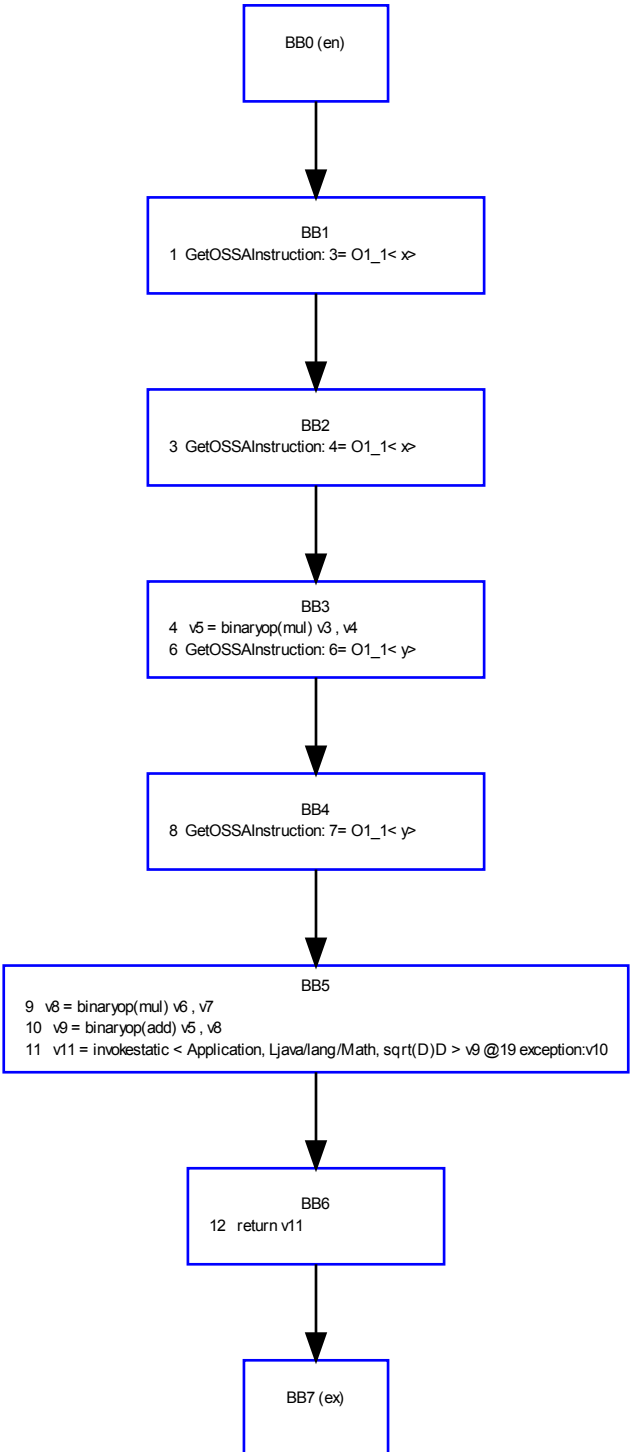 BB0 (en)
BB1
1 GetOSSAInstruction: 3= O1_1< x>
BB2
3 GetOSSAInstruction: 4= O1_1< x>
BB3
4 v5 = binaryop(mul) v3 , v4
6 GetOSSAInstruction: 6= O1_1< y>
BB4
8 GetOSSAInstruction: 7= O1_1< y>
BB5
9 v8 = binaryop(mul) v6 , v7
10 v9 = binaryop(add) v5 , v8
11 v11 = invokestatic < Application, Ljava/lang/Math, sqrt(D)D > v9 @19 exception:v10
BB6
12 return v11
BB7 (ex)